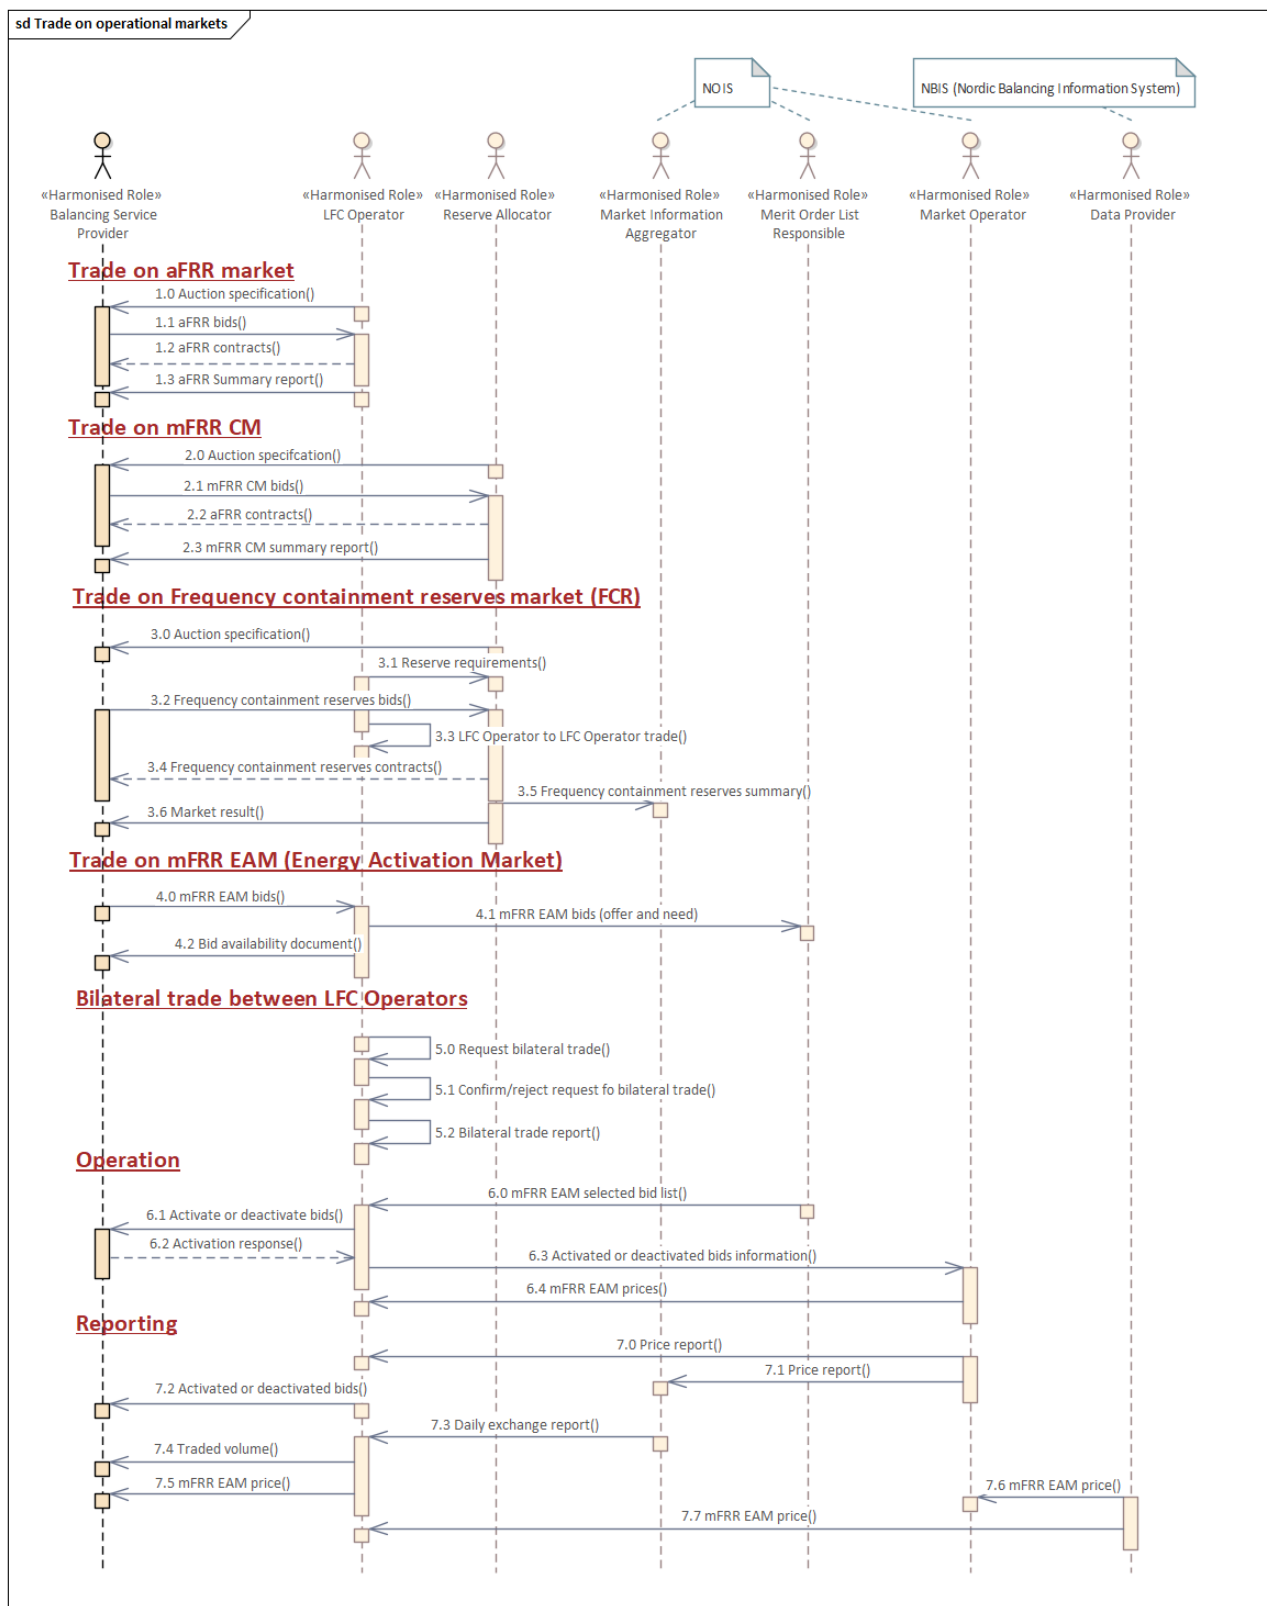 sd Trade on operational markets
NOIS
NBIS (Nordic Balancing Information System)
«Harmonised Role»
Balancing Service
Provider
«Harmonised Role»
LFC Operator
«Harmonised Role»
Reserve Allocator
«Harmonised Role»
Market Information
Aggregator
«Harmonised Role»
Merit Order List
Responsible
«Harmonised Role»
Market Operator
«Harmonised Role»
Data Provider
Trade on aFRR market
1.0 Auction specification()
1.1 aFRR bids()
1.2 aFRR contracts()
1.3 aFRR Summary report()
Trade on mFRR CM
2.0 Auction specifcation()
2.1 mFRR CM bids()
2.2 aFRR contracts()
2.3 mFRR CM summary report()
Trade on Frequency containment reserves market (FCR)
3.0 Auction specification()
3.1 Reserve requirements()
3.2 Frequency containment reserves bids()
3.3 LFC Operator to LFC Operator trade()
3.4 Frequency containment reserves contracts()
3.5 Frequency containment reserves summary()
3.6 Market result()
Trade on mFRR EAM (Energy Activation Market)
4.0 mFRR EAM bids()
4.1 mFRR EAM bids (offer and need)
4.2 Bid availability document()
Bilateral trade between LFC Operators
5.0 Request bilateral trade()
5.1 Confirm/reject request fo bilateral trade()
5.2 Bilateral trade report()
Operation
6.0 mFRR EAM selected bid list()
6.1 Activate or deactivate bids()
6.2 Activation response()
6.3 Activated or deactivated bids information()
6.4 mFRR EAM prices()
Reporting
7.0 Price report()
7.1 Price report()
7.2 Activated or deactivated bids()
7.3 Daily exchange report()
7.4 Traded volume()
7.5 mFRR EAM price()
7.6 mFRR EAM price()
7.7 mFRR EAM price()